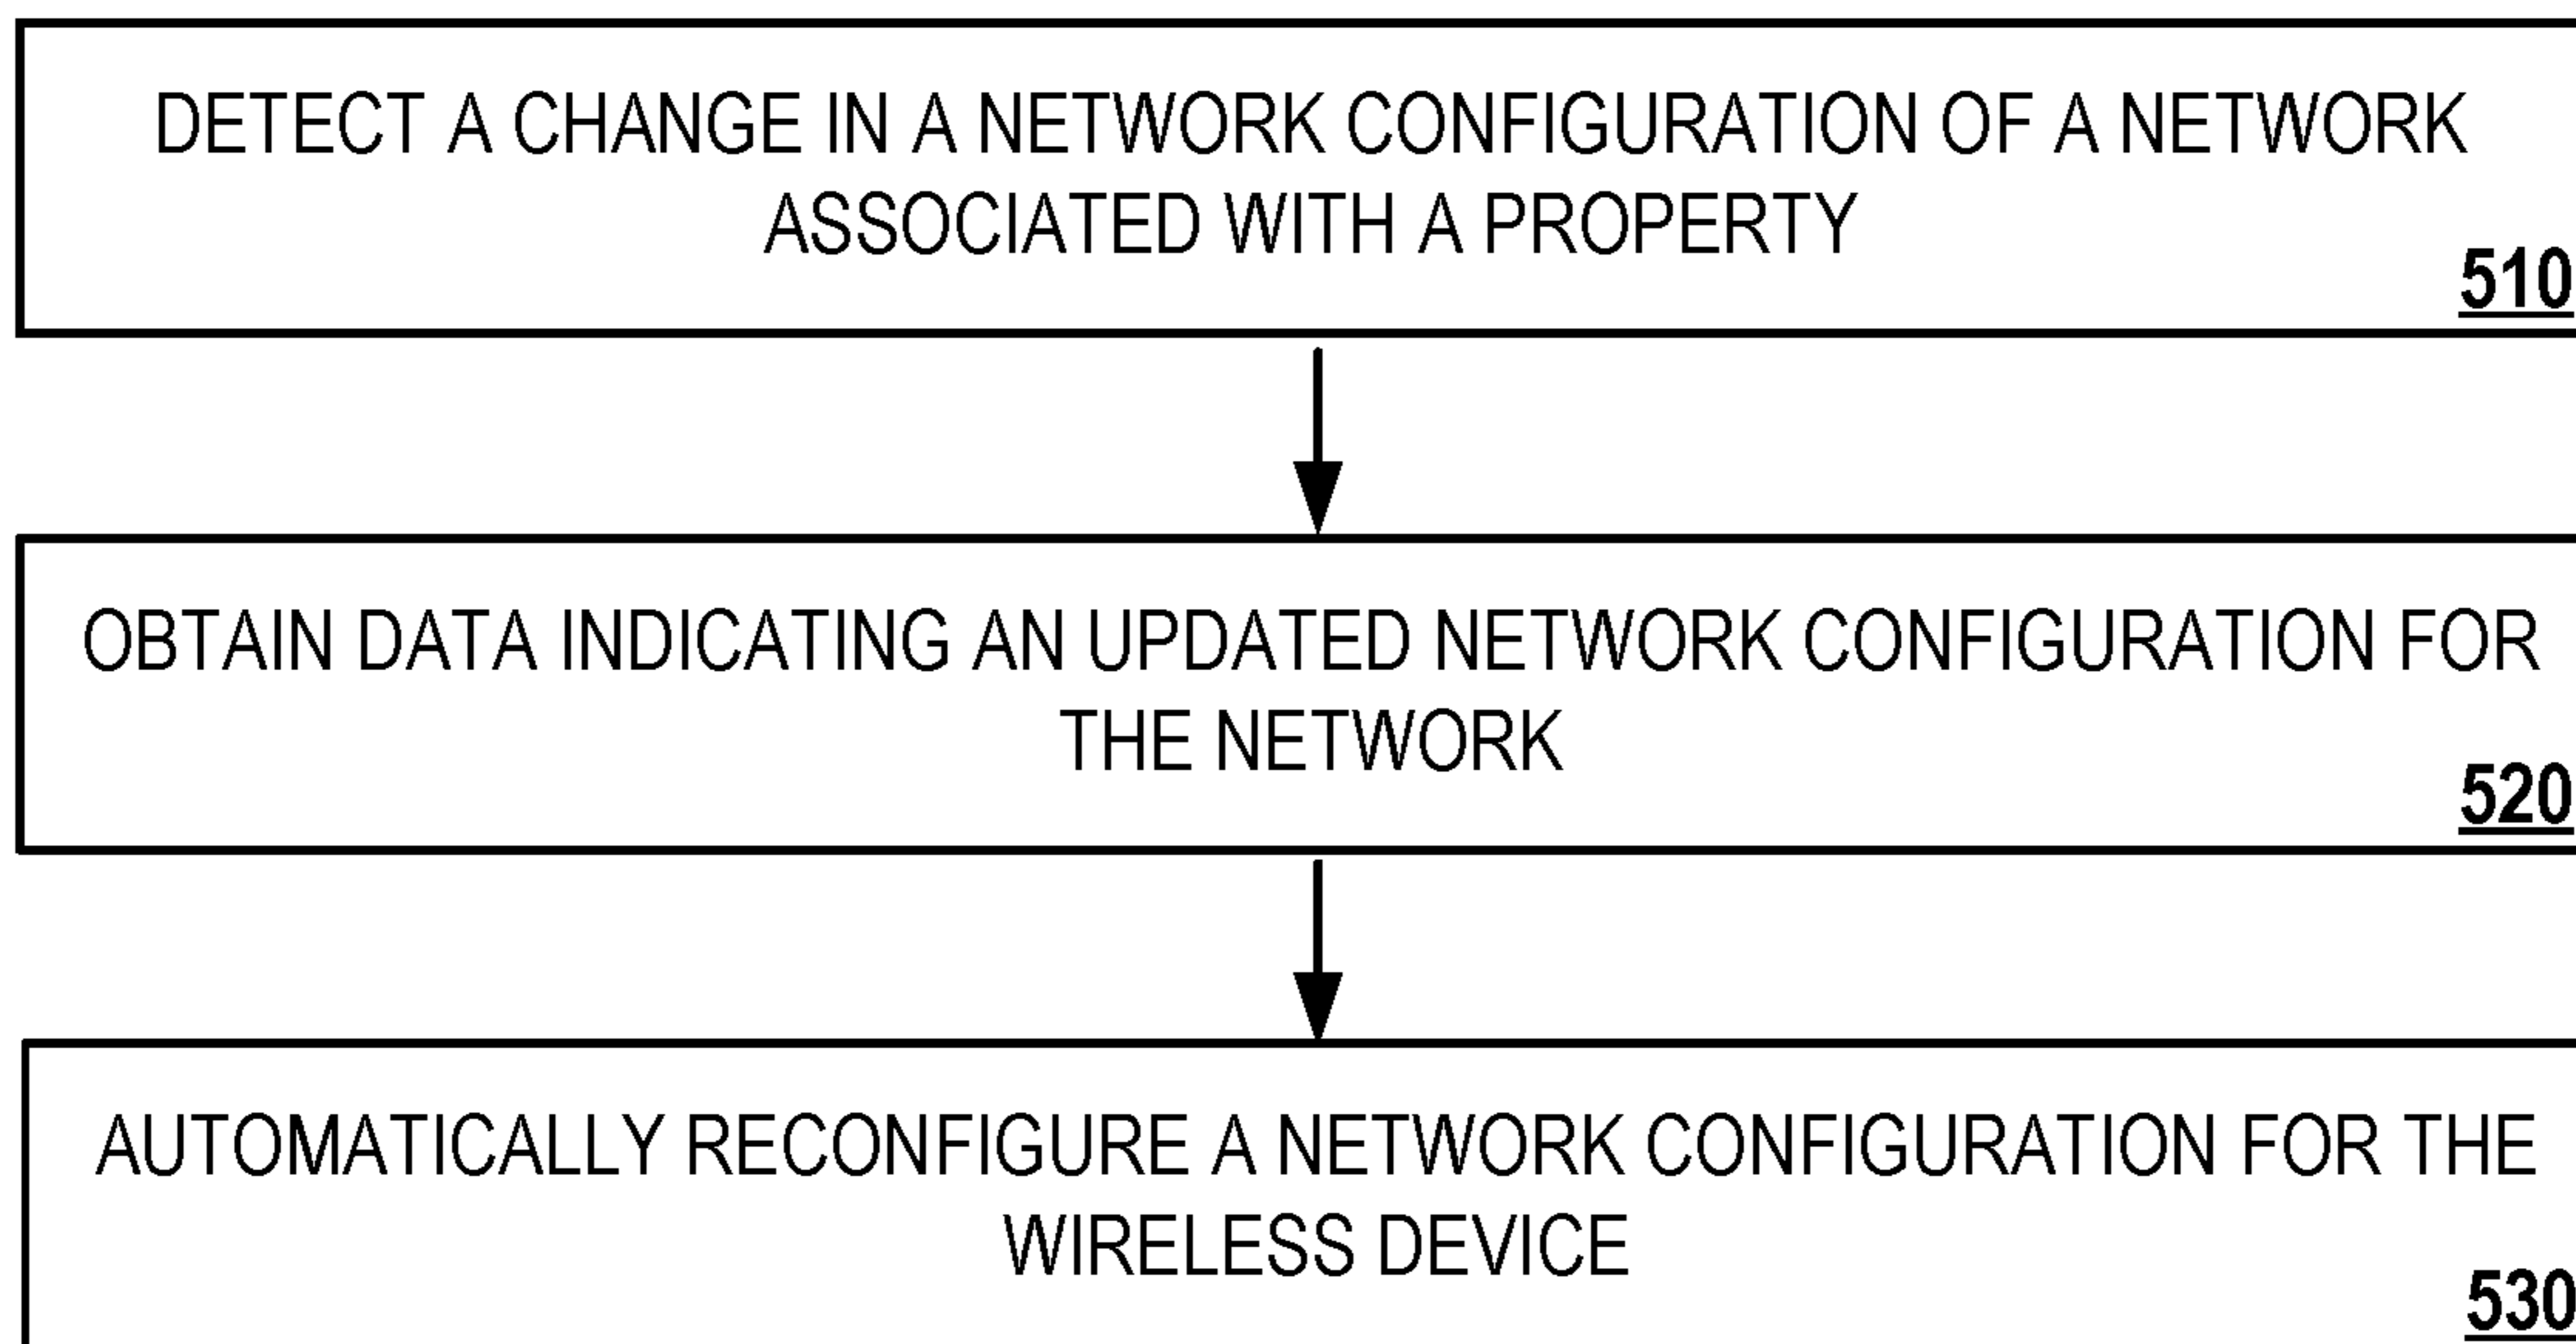 DETECT A CHANGE IN A NETWORK CONFIGURATION OF A NETWORK
ASSOCIATED WITH A PROPERTY
510
OBTAIN DATA INDICATING AN UPDATED NETWORK CONFIGURATION FOR
THE NETWORK
520
AUTOMATICALLY RECONFIGURE A NETWORK CONFIGURATION FOR THE
WIRELESS DEVICE
530